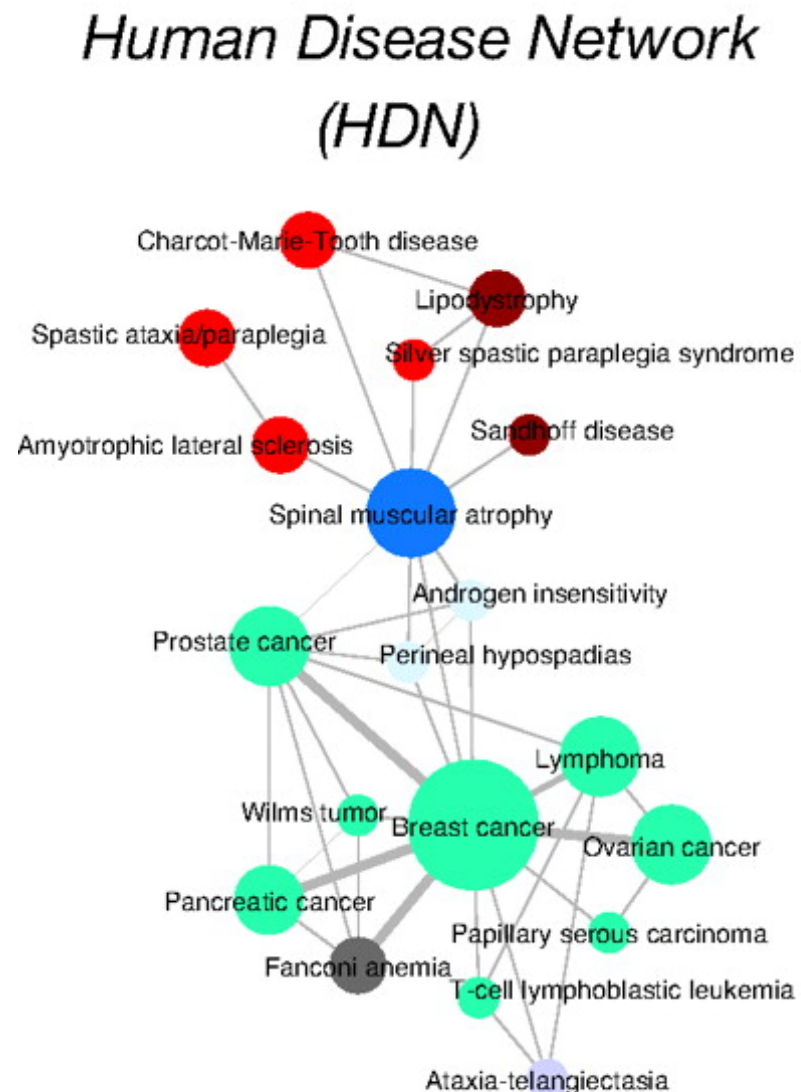 Human Disease Network
(HDN)
Charcot-Marie-Tooth disease
Lipodystrophy
Spastic ataxia/paraplegia
Silver spastic paraplegia syndrome
Sandhoff disease
Amyotrophic lateral sclerosis
Spinal muscular atrophy
Androgen insensitivity
Prostate cancer
Perineal hypospadias
Lymphoma
Wilms tumor
Breast cancer
Ovarian cancer
Pancreatic cancer
Papillary serous carcinoma
Fanconi anemia
T-cell lymphoblastic leukemia
Ataxia-telangiectasia